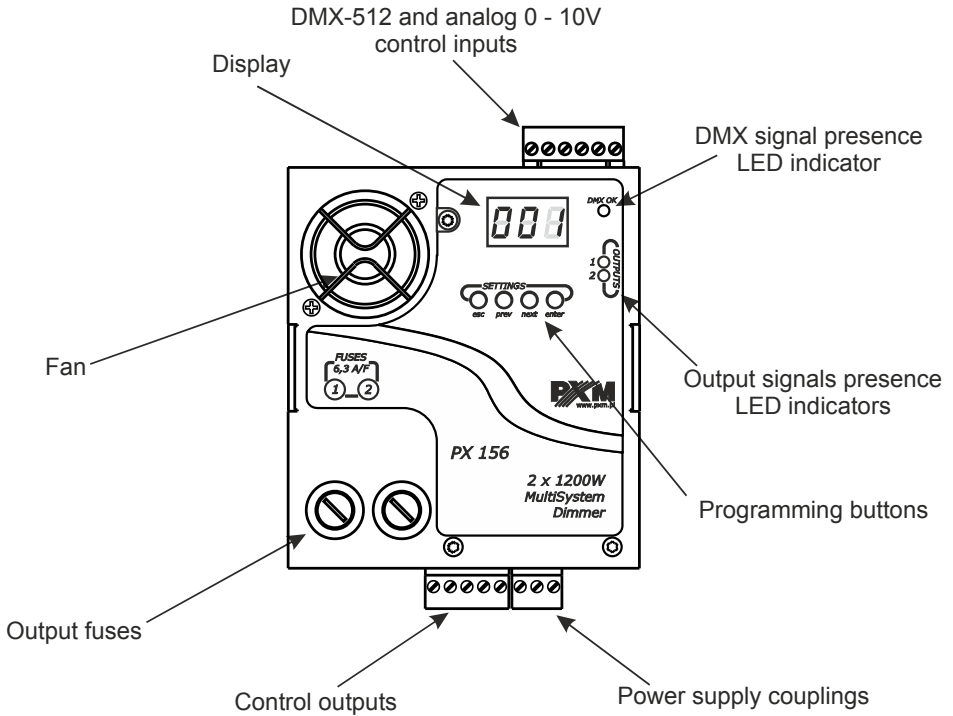 DMX-512 and analog 0 - 10V
control inputs
Display
DMX signal presence
LED indicator
DMX OK
001
1
2
OUTPUTS
SETTINGS
esc prev next enter
Fan
FUSES
6,3 A/F
1 2
PXM
www.pxm.pl
Output signals presence
LED indicators
PX 156
2 x 1200W
MultiSystem
Dimmer
Programming buttons
Output fuses
Control outputs
Power supply couplings